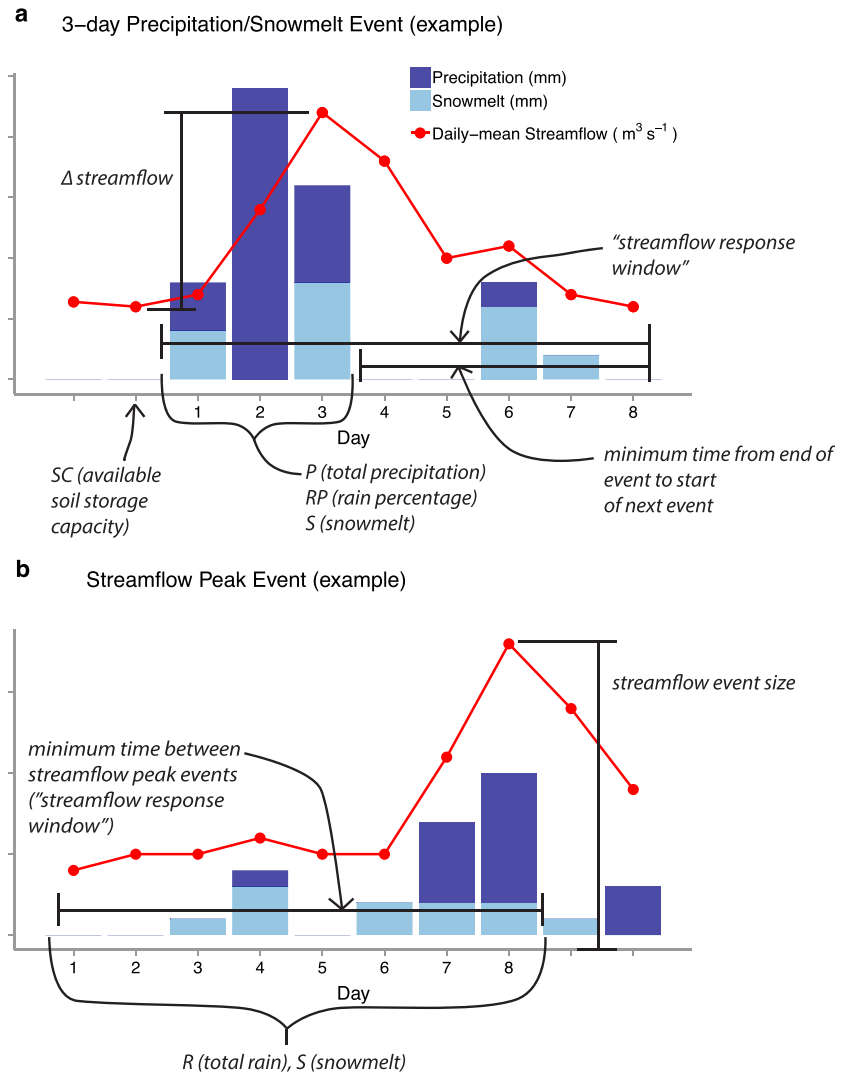 a
3–day Precipitation/Snowmelt Event (example)
Precipitation (mm)
Snowmelt (mm)
Daily–mean Streamflow ( m³ s⁻¹ )
Δ streamflow
“streamflow response
window”
1 2 3 4 5 6 7 8
Day
SC (available
soil storage
capacity)
P (total precipitation)
RP (rain percentage)
S (snowmelt)
minimum time from end of
event to start
of next event
b
Streamflow Peak Event (example)
streamflow event size
minimum time between
streamflow peak events
(”streamflow response
window”)
1 2 3 4 5 6 7 8
Day
R (total rain), S (snowmelt)